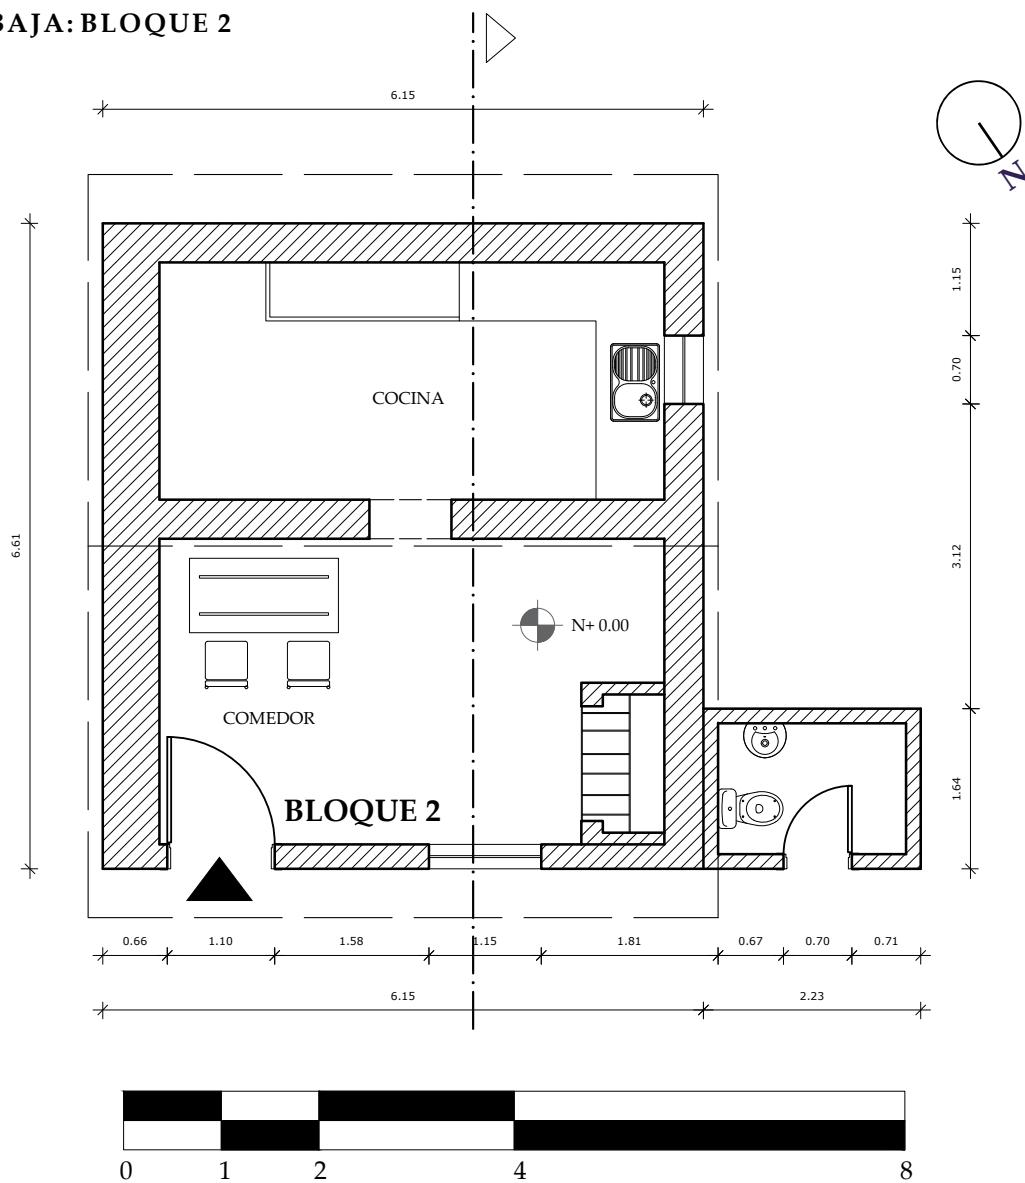 BAJA: BLOQUE 2
6.15
N
1.15
0.70
COCINA
6.61
3.12
N+ 0.00
COMEDOR
1.64
BLOQUE 2
0.66 1.10 1.58 1.15 1.81 0.67 0.70 0.71
6.15 2.23
0 1 2 4 8